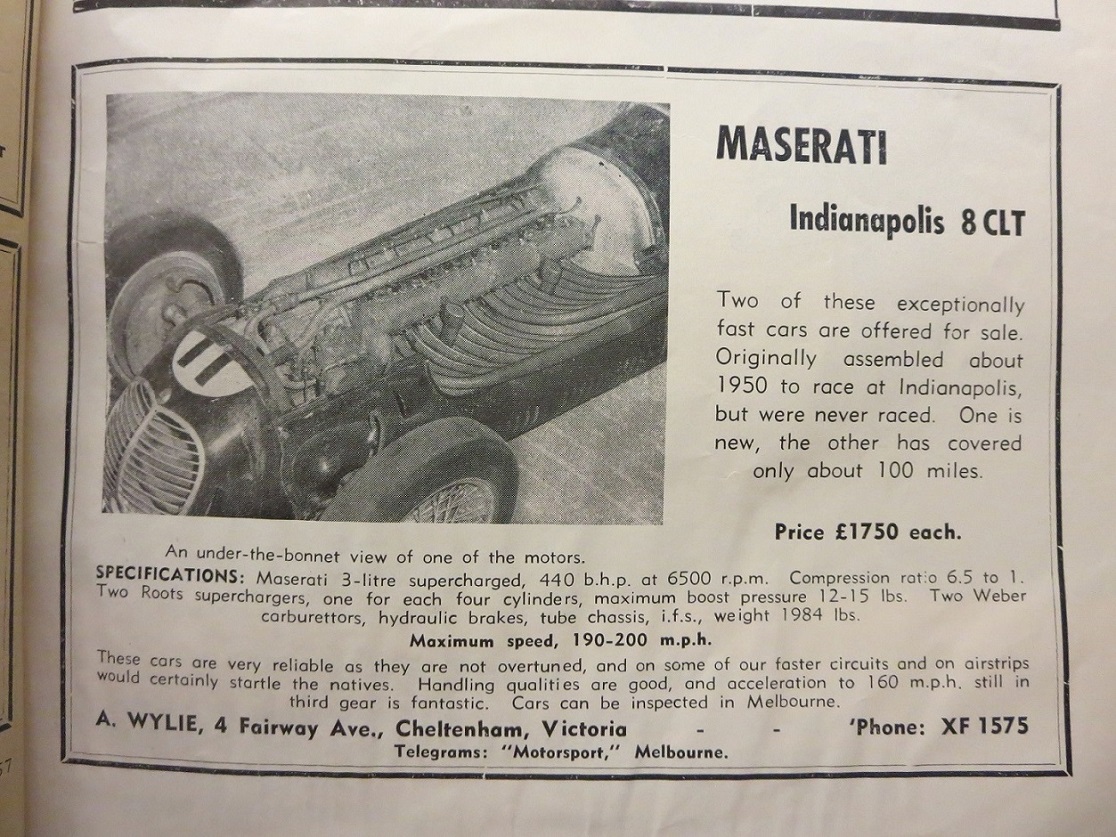 11
MASERATI
Indianapolis 8 CLT
Two of these exceptionally
fast cars are offered for sale.
Originally assembled about
1950 to race at Indianapolis,
but were never raced. One is
new, the other has covered
only about 100 miles.
Price £1750 each.
An under-the-bonnet view of one of the motors.
SPECIFICATIONS: Maserati 3-litre supercharged, 440 b.h.p. at 6500 r.p.m. Compression ratio 6.5 to 1.
Two Roots superchargers, one for each four cylinders, maximum boost pressure 12-15 lbs. Two Weber
carburettors, hydraulic brakes, tube chassis, i.f.s., weight 1984 lbs.
Maximum speed, 190-200 m.p.h.
These cars are very reliable as they are not overtuned, and on some of our faster circuits and on airstrips
would certainly startle the natives. Handling qualities are good, and acceleration to 160 m.p.h. still in
third gear is fantastic. Cars can be inspected in Melbourne.
A. WYLIE, 4 Fairway Ave., Cheltenham, Victoria - - 'Phone: XF 1575
Telegrams: "Motorsport," Melbourne.